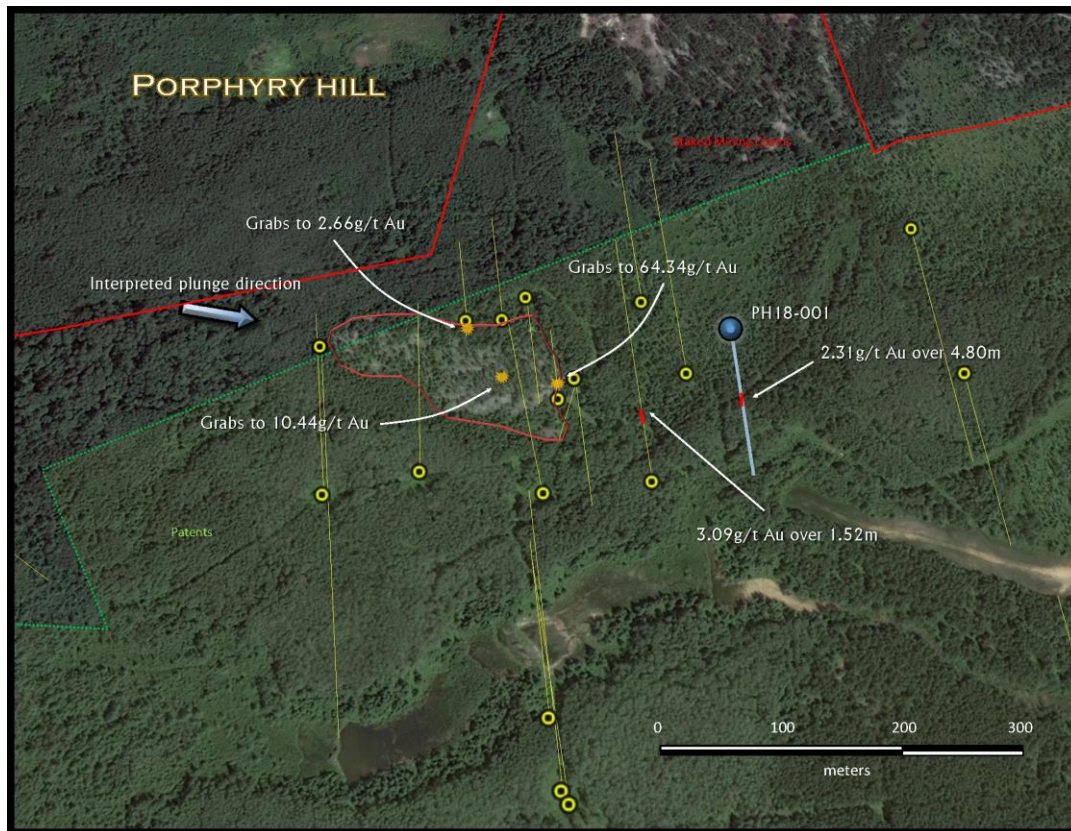 PORPHYRY HILL
Staked Mining Claims
Grabs to 2.66g/t Au
Grabs to 64.34g/t Au
Interpreted plunge direction
PH18-001
2.31g/t Au over 4.80m
Grabs to 10.44g/t Au
3.09g/t Au over 1.52m
Patents
0 100 200 300
meters